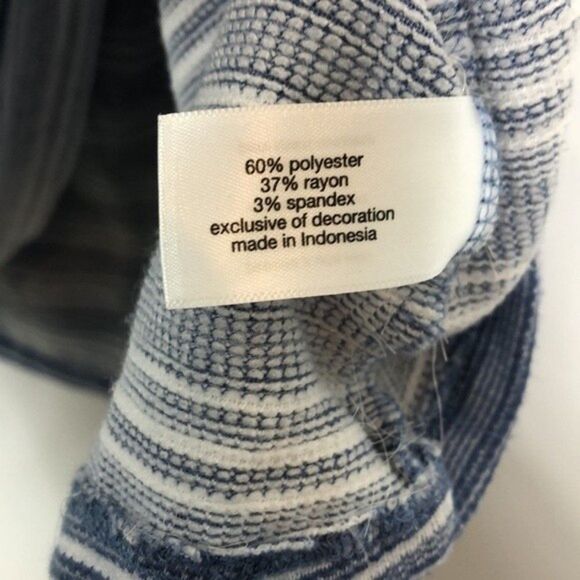 60% polyester
37% rayon
3% spandex
exclusive of decoration
made in Indonesia